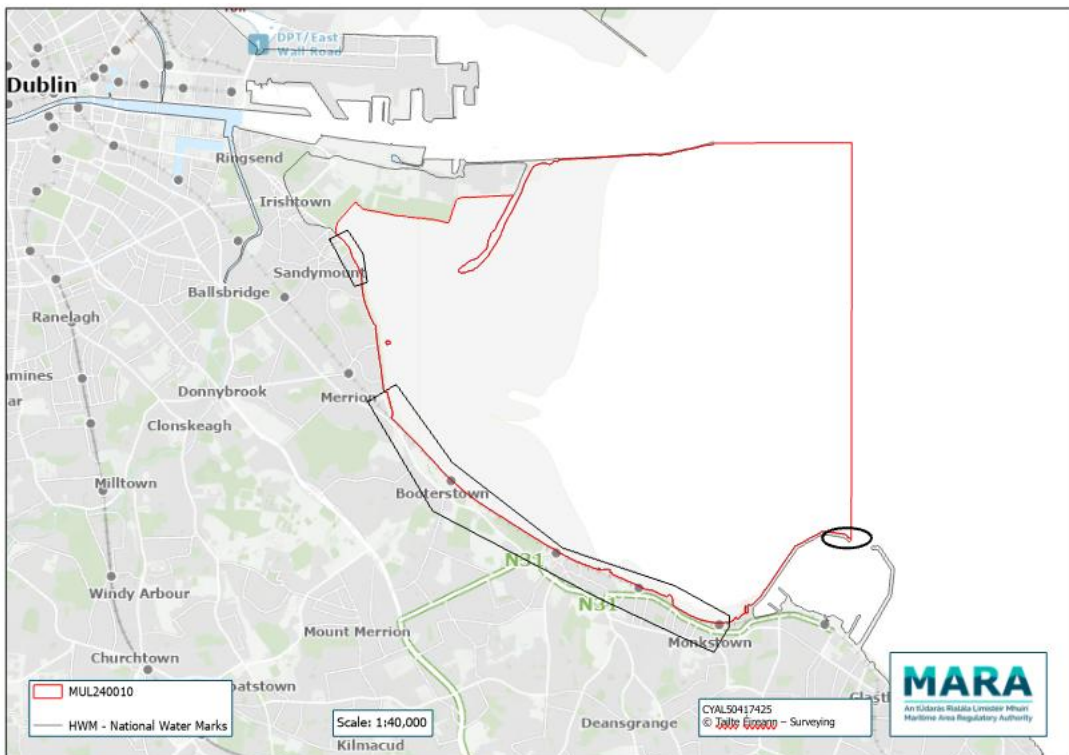 DPT/East
Wall Road
Dublin
Ringsend
Irishtown
Sandymount
Ballsbridge
Ranelagh
Merrion
Donnybrook
Clonskeagh
Milltown
Booterstown
N31
N31
Windy Arbour
Mount Merrion
Monkstown
Churchtown
Deansgrange
Kilmacud
MUL240010
HWM - National Water Marks
Scale: 1:40,000
CYAL50417425
© Tailte Éireann – Surveying
MARA
An tÚdarás Rialála Limistéir Mhuirí
Maritime Area Regulatory Authority